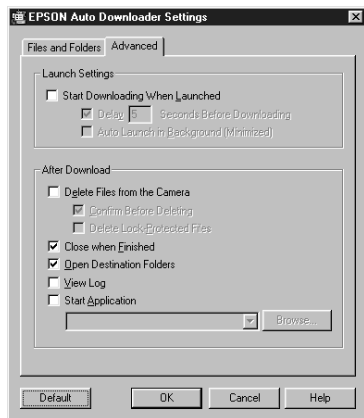 EPSON Auto Downloader Settings
Files and Folders Advanced
Launch Settings
Start Downloading When Launched
Delay 5 Seconds Before Downloading
Auto Launch in Background (Minimized)
After Download
Delete Files from the Camera
Confirm Before Deleting
Delete Lock-Protected Files
Close when Finished
Open Destination Folders
View Log
Start Application
Browse...
Default OK Cancel Help